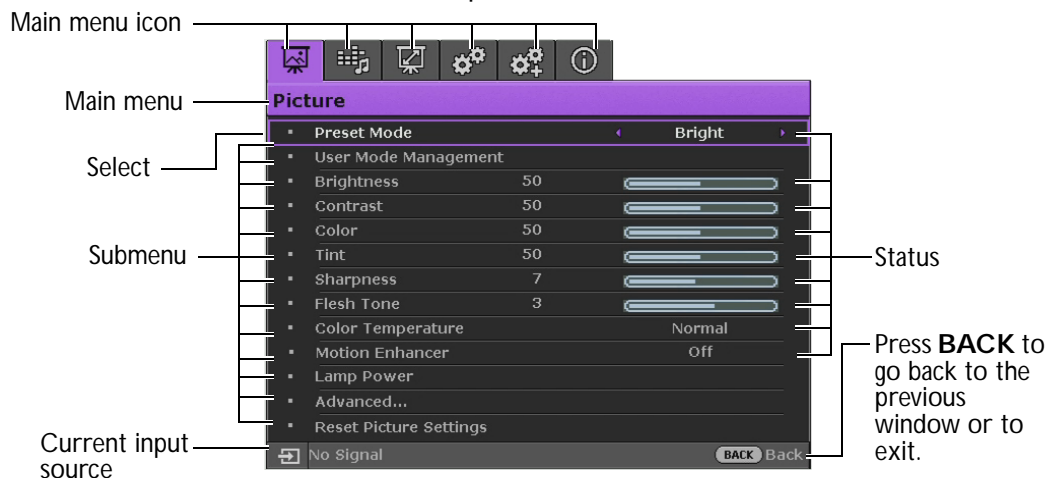 Main menu icon
Main menu
Picture
Select
Preset Mode Bright
User Mode Management
Brightness 50
Contrast 50
Color 50
Submenu
Tint 50
Status
Sharpness 7
Flesh Tone 3
Color Temperature Normal
Motion Enhancer Off
Lamp Power
Advanced...
Reset Picture Settings
Press BACK to
go back to the
previous
window or to
exit.
Current input
source
No Signal
BACK Back